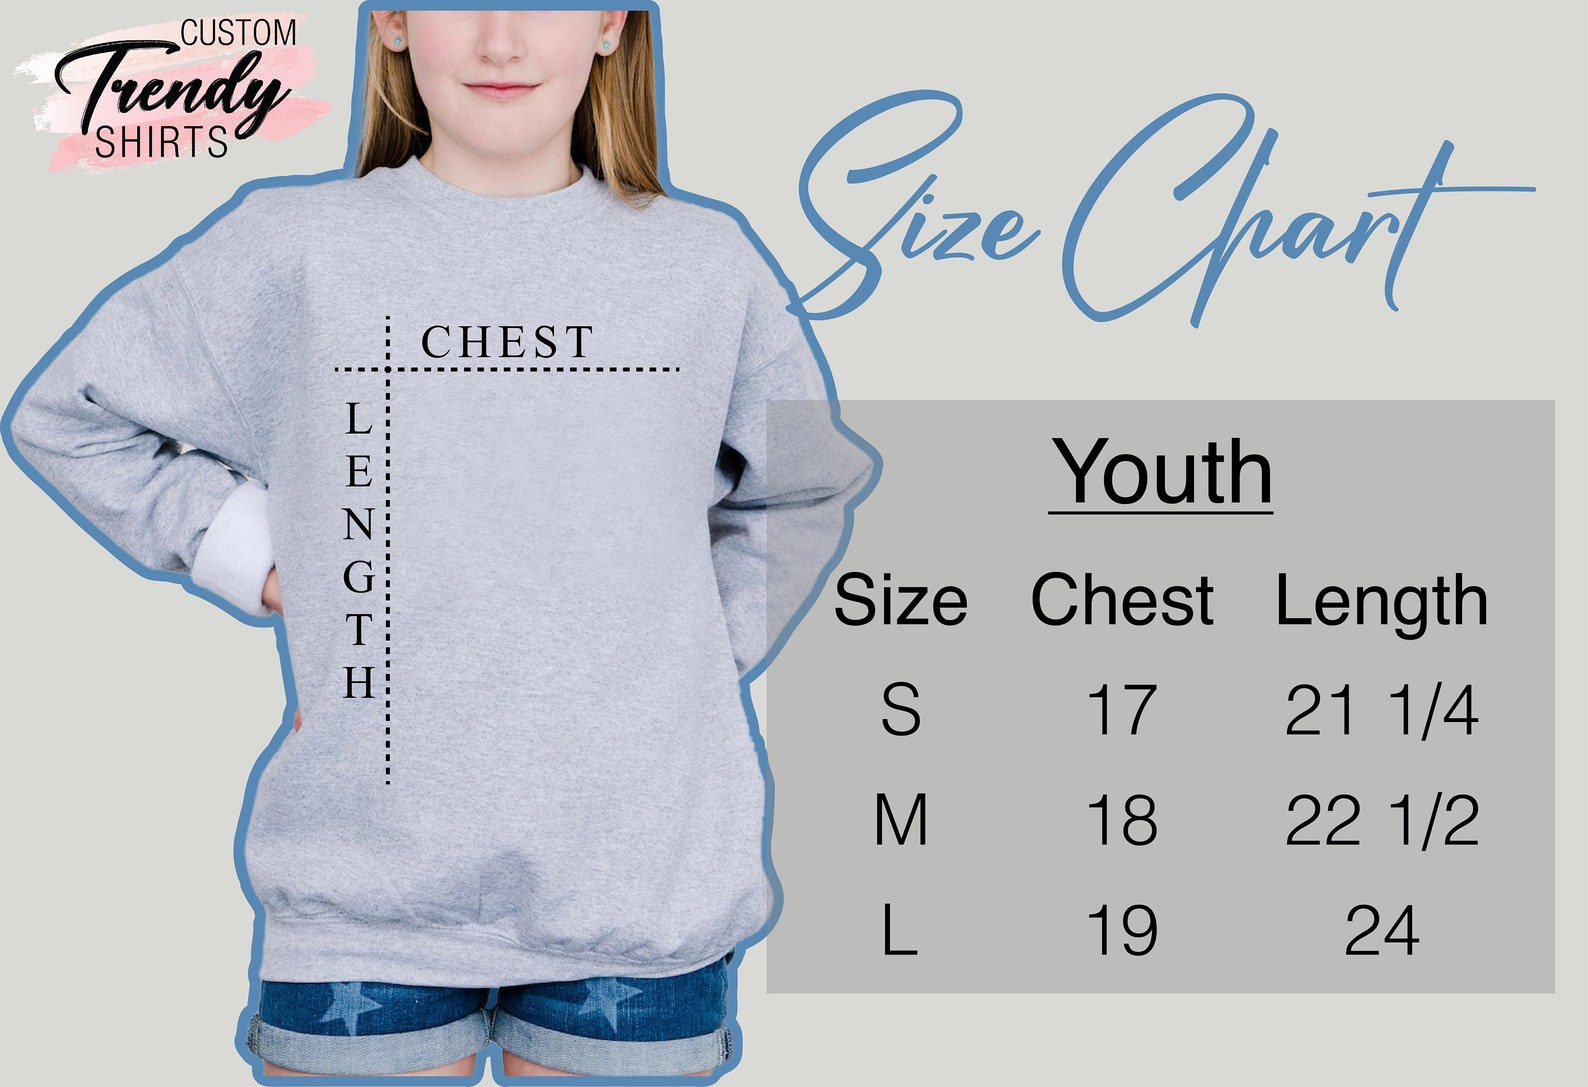 CUSTOM
Trendy
SHIRTS
Size Chart
CHEST
LENGTH
Youth
Size Chest Length
S 17 21 1/4
M 18 22 1/2
L 19 24